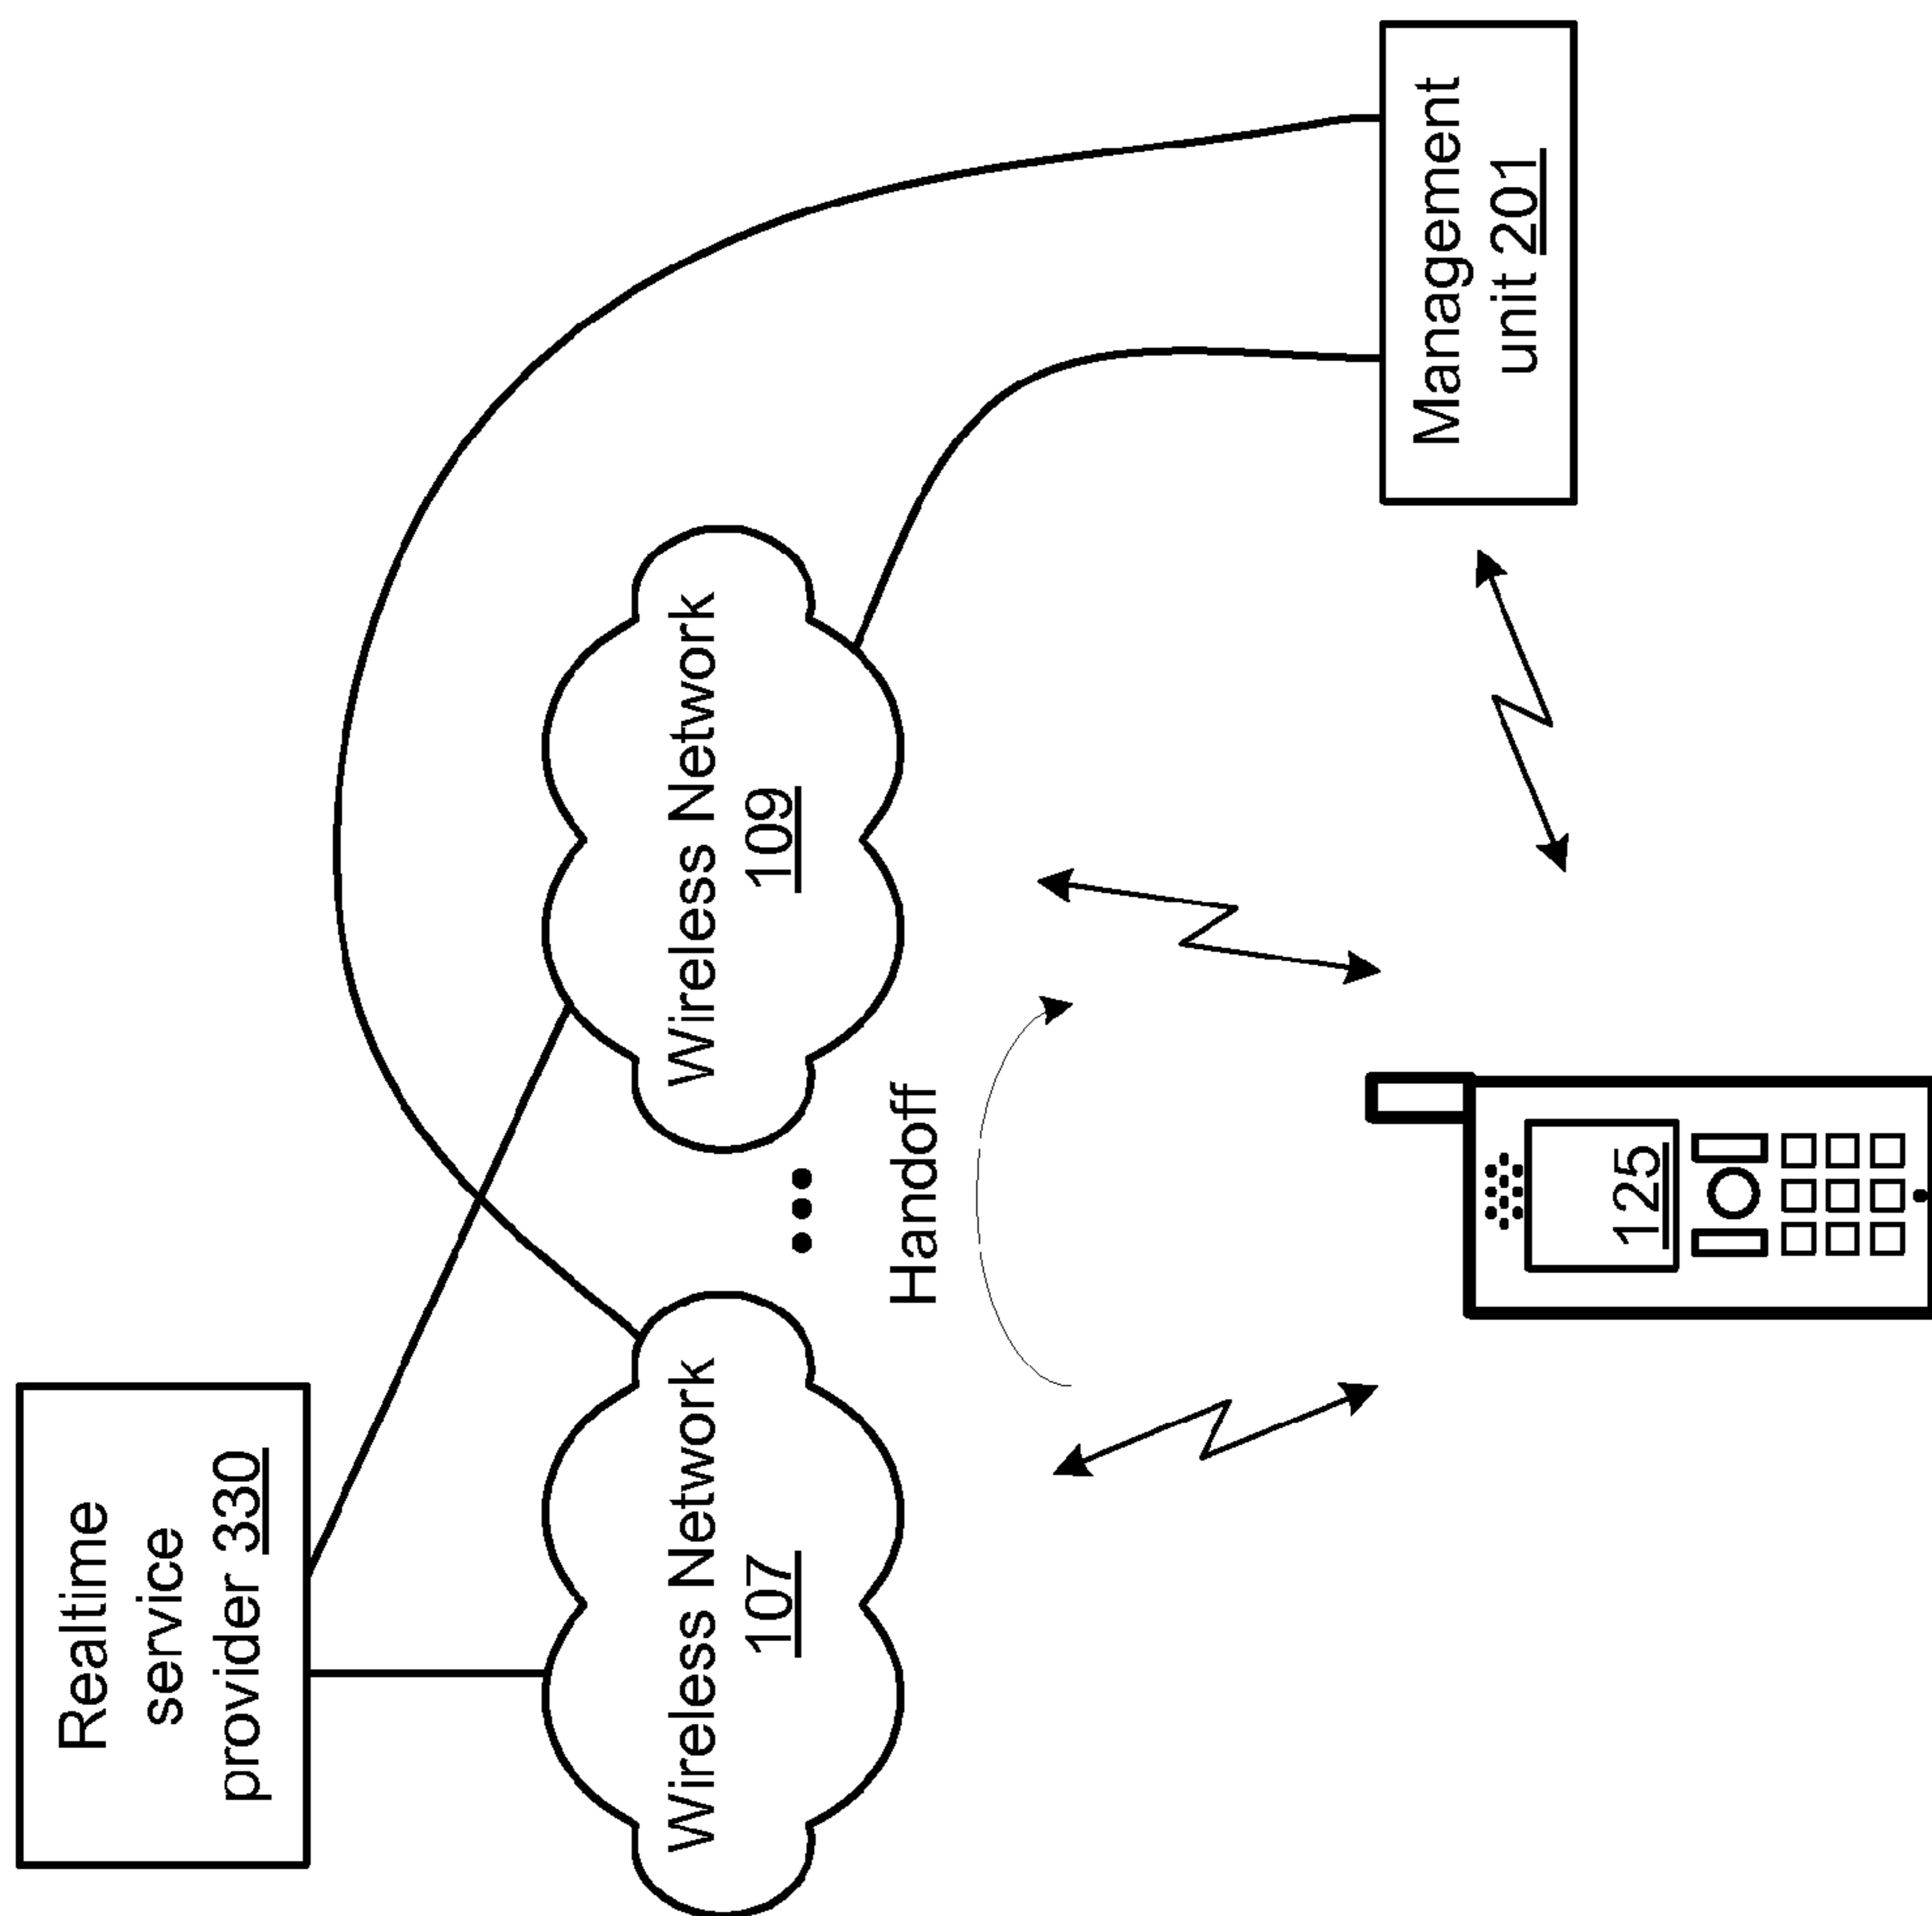 Realtime
service
provider 330
Wireless Network
107
Wireless Network
109
Handoff
Management
unit 201
125